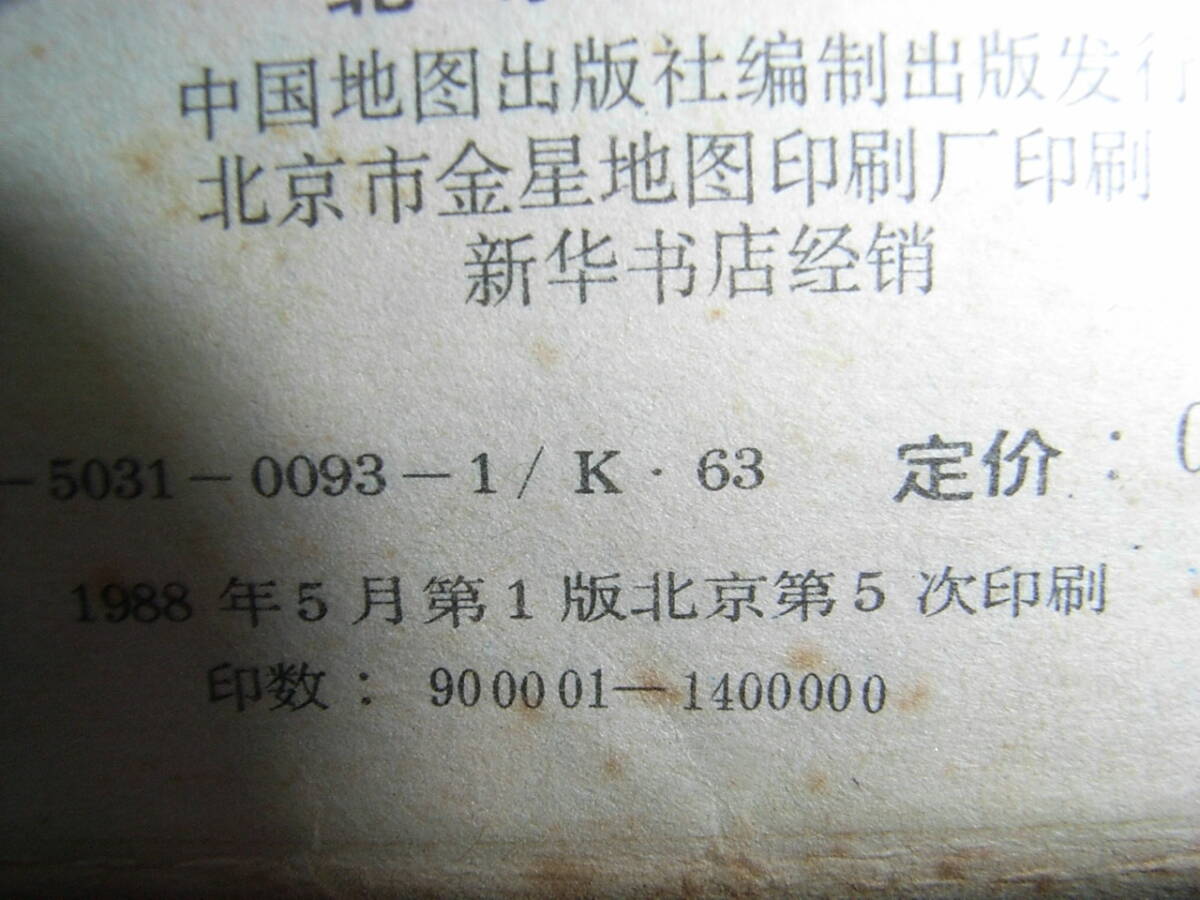 中国地图出版社编制出版发行
北京市金星地图印刷厂印刷
新华书店经销
-5031-0093-1/K·63 定价:
1988年5月第1版北京第5次印刷
印数: 900001—1400000